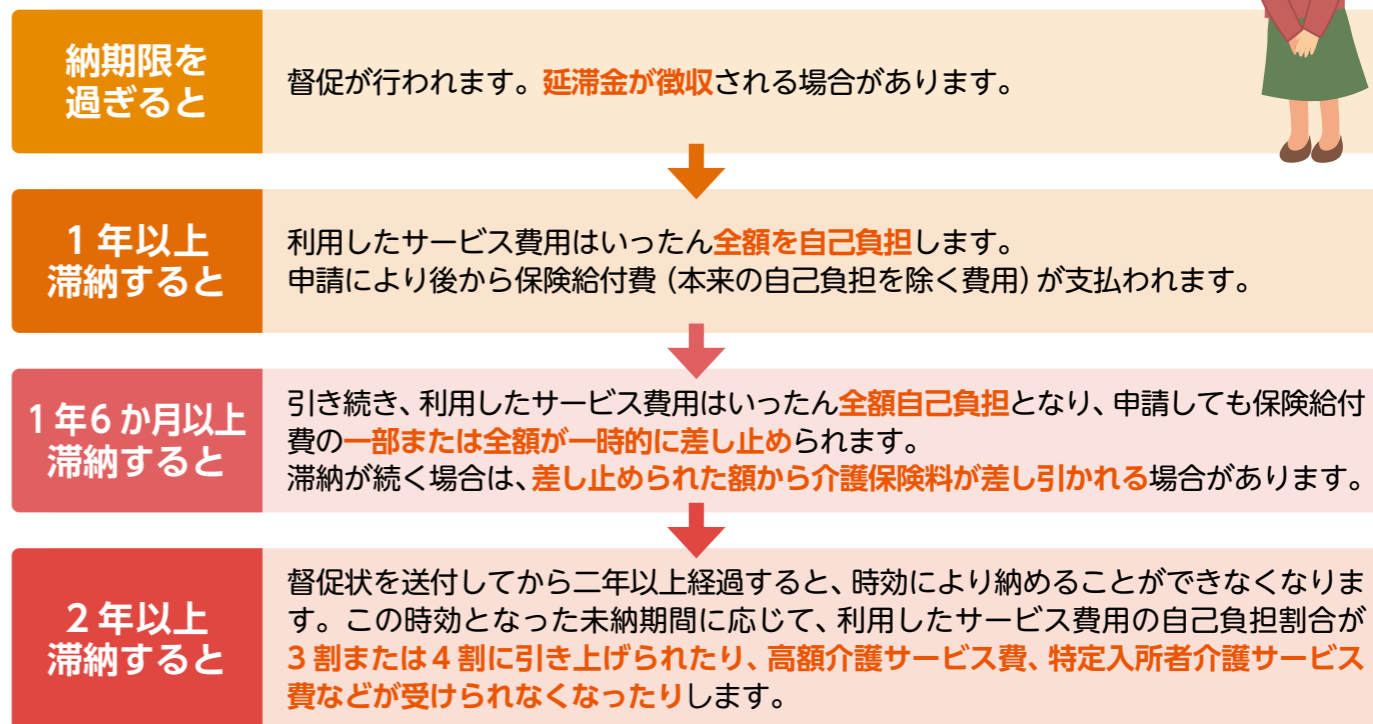 納期限を
過ぎると
督促が行われます。延滞金が徴収される場合があります。
1年以上
滞納すると
利用したサービス費用はいったん全額を自己負担します。
申請により後から保険給付費(本来の自己負担を除く費用)が支払われます。
1年6か月以上
滞納すると
引き続き、利用したサービス費用はいったん全額自己負担となり、申請しても保険給付
費の一部または全額が一時的に差し止められます。
滞納が続く場合は、差し止められた額から介護保険料が差し引かれる場合があります。
2年以上
滞納すると
督促状を送付してから二年以上経過すると、時効により納めることができなくなりま
す。この時効となった未納期間に応じて、利用したサービス費用の自己負担割合が
3割または4割に引き上げられたり、高額介護サービス費、特定入所者介護サービス
費などが受けられなくなったりします。